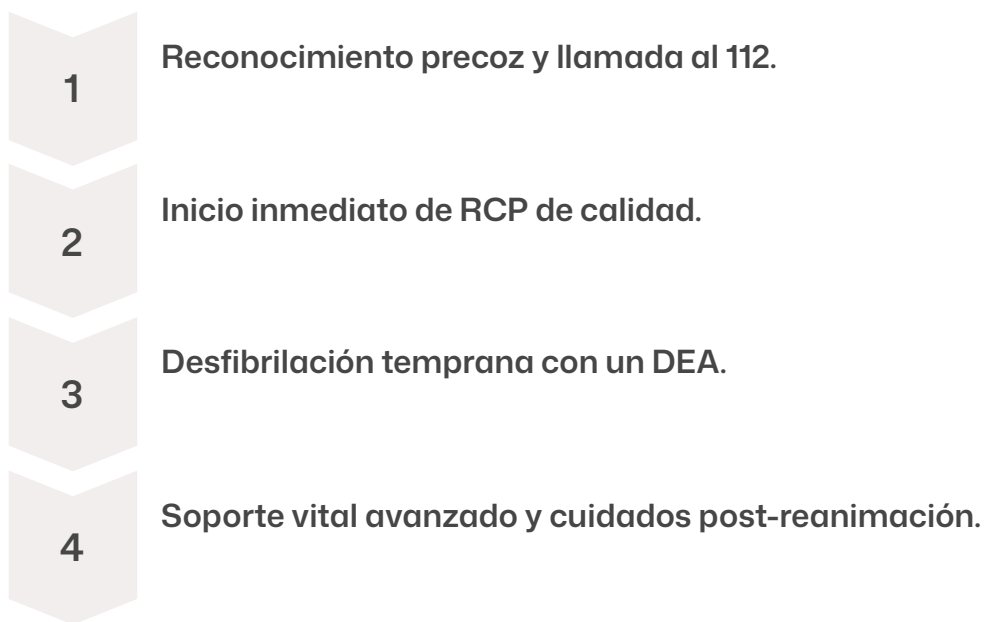 1
Reconocimiento precoz y llamada al 112.
2
Inicio inmediato de RCP de calidad.
3
Desfibrilación temprana con un DEA.
4
Soporte vital avanzado y cuidados post-reanimación.